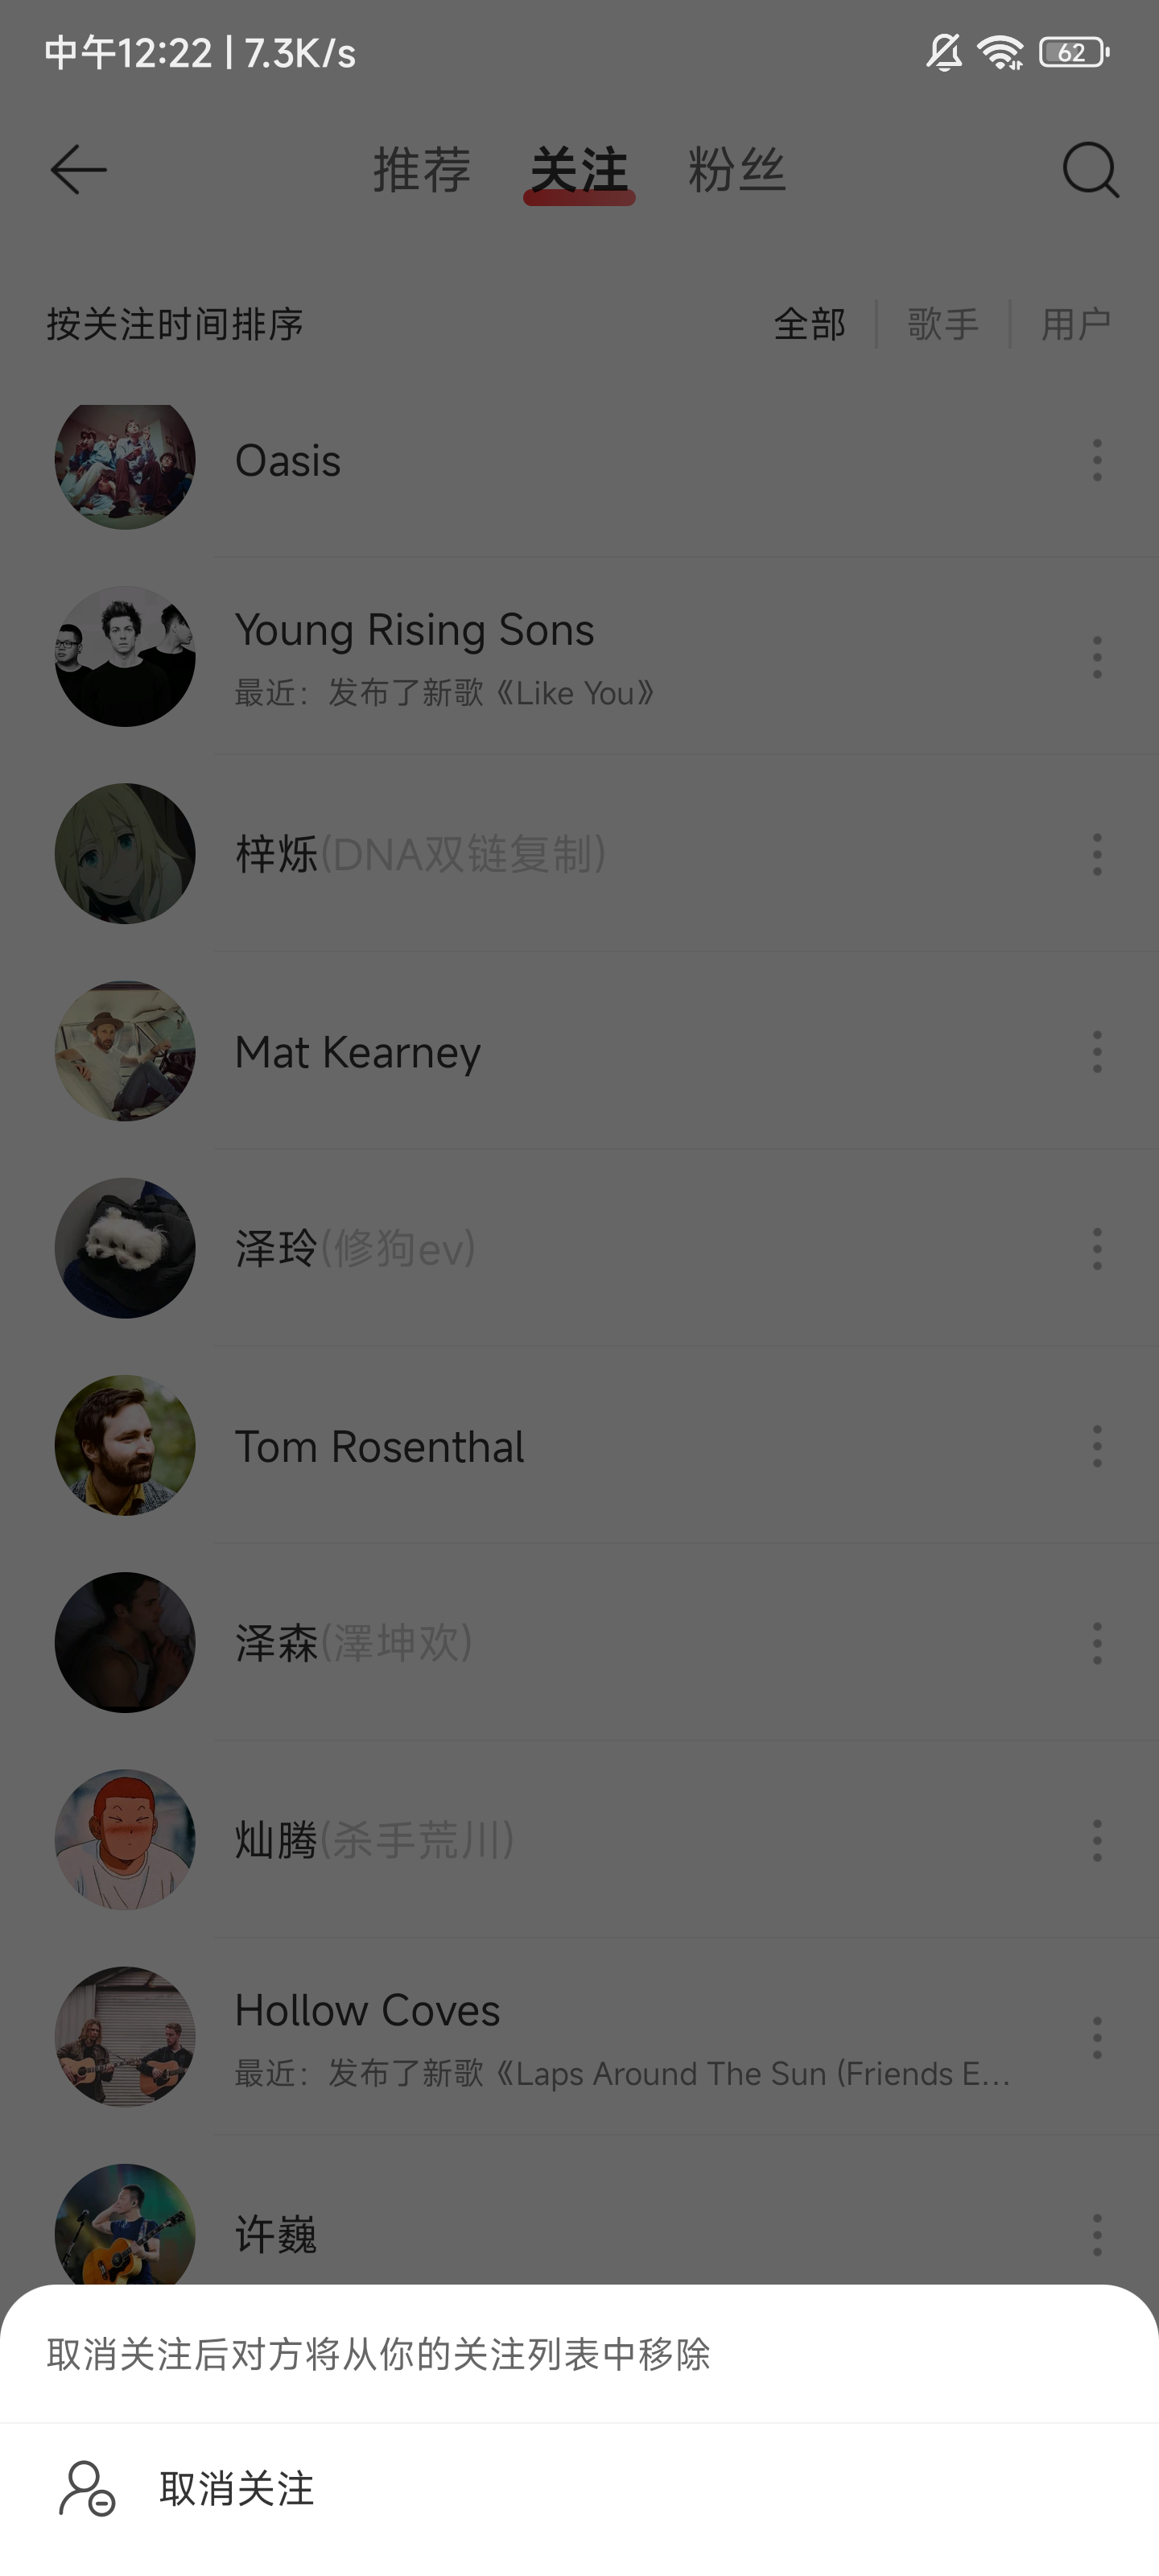 中午12:22 | 7.3K/s
62
推荐 关注 粉丝
按关注时间排序 全部 歌手 用户
Oasis
Young Rising Sons
最近：发布了新歌《Like You》
梓烁(DNA双链复制)
Mat Kearney
泽玲(修狗ev)
Tom Rosenthal
泽森(澤坤欢)
灿腾(杀手荒川)
Hollow Coves
最近：发布了新歌《Laps Around The Sun (Friends E...
许巍
取消关注后对方将从你的关注列表中移除
取消关注